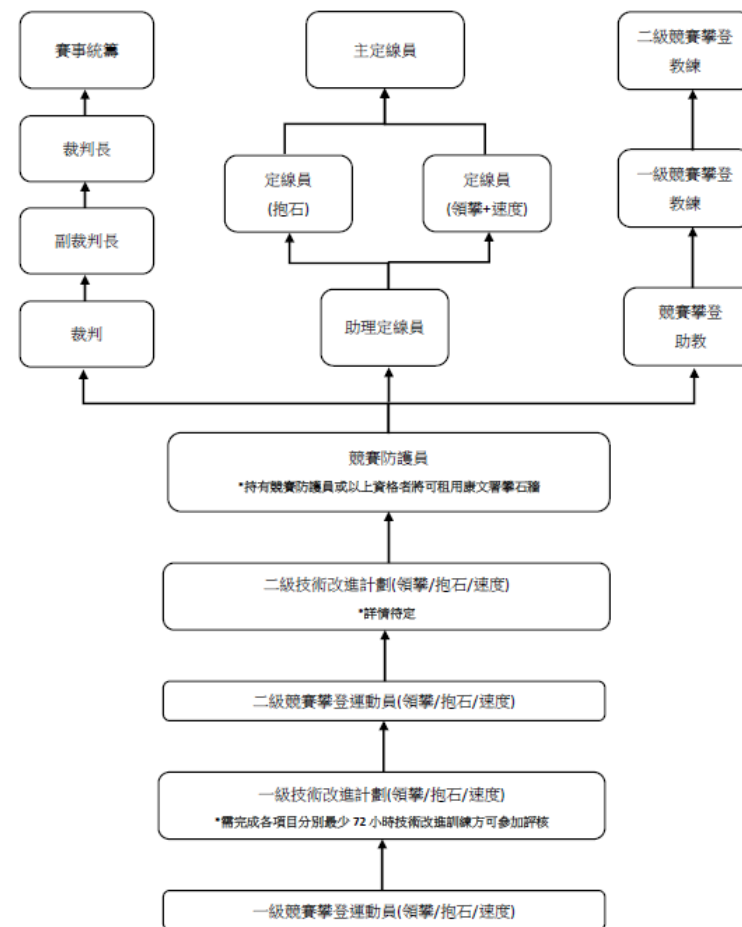 賽事統籌
主定線員
二級競賽攀登
教練
裁判長
定線員
(抱石)
定線員
(領攀+速度)
一級競賽攀登
教練
副裁判長
裁判
助理定線員
競賽攀登
助教
競賽防護員
*持有競賽防護員或以上資格者將可租用康文署攀石牆
二級技術改進計劃(領攀/抱石/速度)
*詳情待定
二級競賽攀登運動員(領攀/抱石/速度)
一級技術改進計劃(領攀/抱石/速度)
*需完成各項目分別最少 72 小時技術改進訓練方可參加評核
一級競賽攀登運動員(領攀/抱石/速度)